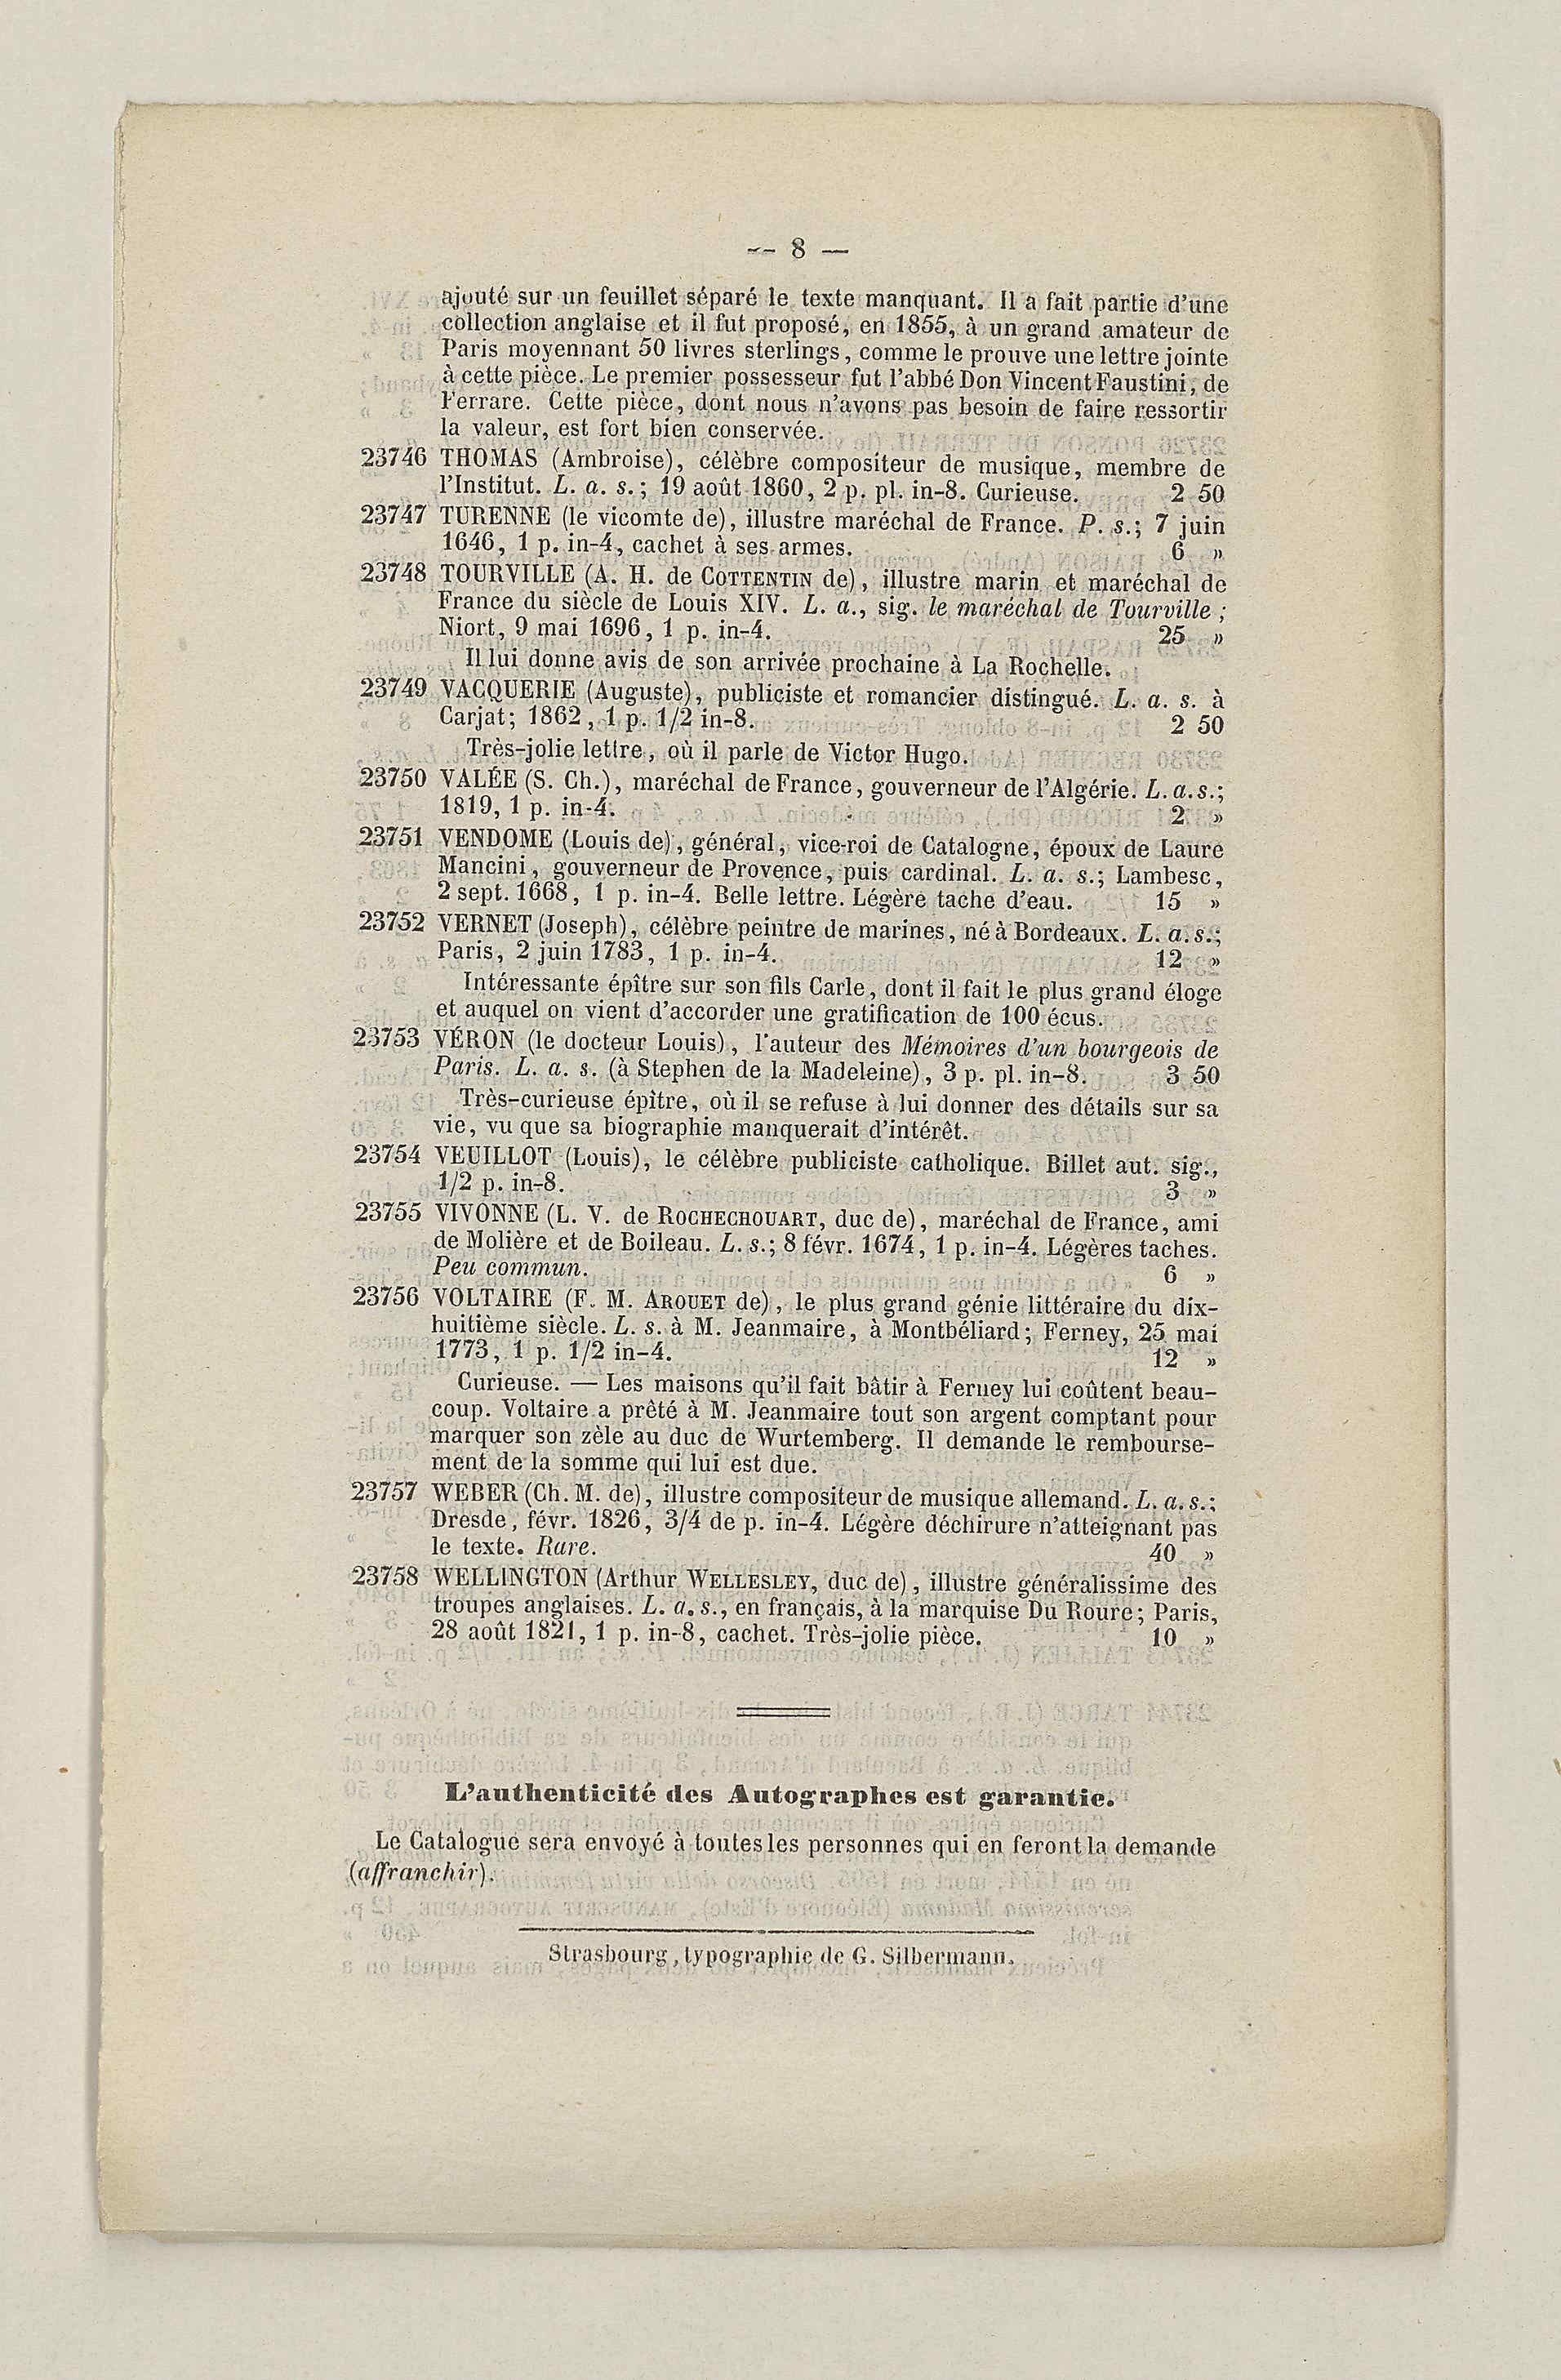 — 8 —
ajouté sur un feuillet séparé le texte manquant. Il a fait partie d'une
collection anglaise et il fut proposé, en 1855, à un grand amateur de
Paris moyennant 50 livres sterlings, comme le prouve une lettre jointe
à cette pièce. Le premier possesseur fut l'abbé Don Vincent Faustini, de
Ferrare. Cette pièce, dont nous n'avons pas besoin de faire ressortir
la valeur, est fort bien conservée.
23746 THOMAS (Ambroise), célèbre compositeur de musique, membre de
l'Institut. L. a. s.; 19 août 1860, 2 p. pl. in-8. Curieuse. 2 50
23747 TURENNE (le vicomte de), illustre maréchal de France. P. s.; 7 juin
1646, 1 p. in-4, cachet à ses armes. 6 »
23748 TOURVILLE (A. H. de COTTENTIN de), illustre marin et maréchal de
France du siècle de Louis XIV. L. a., sig. le maréchal de Tourville;
Niort, 9 mai 1696, 1 p. in-4. 25 »
Il lui donne avis de son arrivée prochaine à La Rochelle.
23749 VACQUERIE (Auguste), publiciste et romancier distingué. L. a. s. à
Carjat; 1862, 1 p. 1/2 in-8. 2 50
Très-jolie lettre, où il parle de Victor Hugo.
23750 VALÉE (S. Ch.), maréchal de France, gouverneur de l'Algérie. L. a. s.;
1819, 1 p. in-4. 2 »
23751 VENDOME (Louis de), général, vice-roi de Catalogne, époux de Laure
Mancini, gouverneur de Provence, puis cardinal. L. a. s.; Lambesc,
2 sept. 1668, 1 p. in-4. Belle lettre. Légère tache d'eau. 15 »
23752 VERNET (Joseph), célèbre peintre de marines, né à Bordeaux. L. a. s.;
Paris, 2 juin 1783, 1 p. in-4. 12 »
Intéressante épître sur son fils Carle, dont il fait le plus grand éloge
et auquel on vient d'accorder une gratification de 100 écus.
23753 VÉRON (le docteur Louis), l'auteur des Mémoires d'un bourgeois de
Paris. L. a. s. (à Stephen de la Madeleine), 3 p. pl. in-8. 3 50
Très-curieuse épître, où il se refuse à lui donner des détails sur sa
vie, vu que sa biographie manquerait d'intérêt.
23754 VEUILLOT (Louis), le célèbre publiciste catholique. Billet aut. sig.,
1/2 p. in-8. 3 »
23755 VIVONNE (L. V. de ROCHECHOUART, duc de), maréchal de France, ami
de Molière et de Boileau. L. s.; 8 févr. 1674, 1 p. in-4. Légères taches.
Peu commun. 6 »
23756 VOLTAIRE (F. M. AROUET de), le plus grand génie littéraire du dix-
huitième siècle. L. s. à M. Jeanmaire, à Montbéliard; Ferney, 25 mai
1773, 1 p. 1/2 in-4. 12 »
Curieuse. — Les maisons qu'il fait bâtir à Ferney lui coûtent beau-
coup. Voltaire a prêté à M. Jeanmaire tout son argent comptant pour
marquer son zèle au duc de Wurtemberg. Il demande le rembourse-
ment de la somme qui lui est due.
23757 WEBER (Ch. M. de), illustre compositeur de musique allemand. L. a. s.;
Dresde, févr. 1826, 3/4 de p. in-4. Légère déchirure n'atteignant pas
le texte. Rare. 40 »
23758 WELLINGTON (Arthur WELLESLEY, duc de), illustre généralissime des
troupes anglaises. L. a. s., en français, à la marquise Du Roure; Paris,
28 août 1821, 1 p. in-8, cachet. Très-jolie pièce. 10 »
L'authenticité des Autographes est garantie.
Le Catalogue sera envoyé à toutes les personnes qui en feront la demande
(affranchir).
Strasbourg, typographie de G. Silbermann.